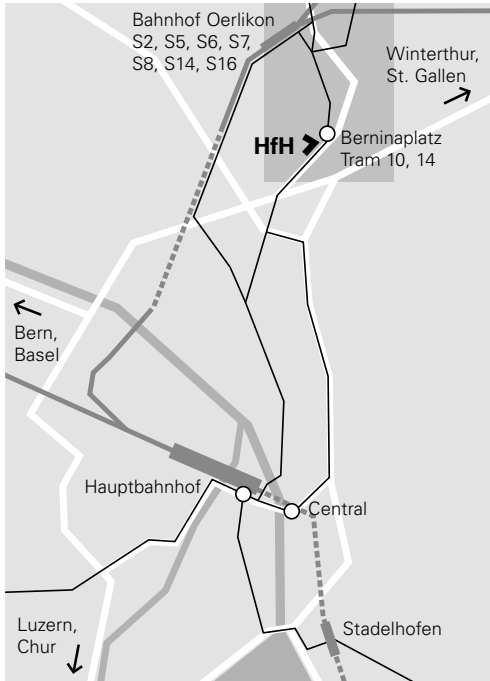 Bahnhof Oerlikon
S2, S5, S6, S7,
S8, S14, S16
Winterthur,
St. Gallen
HfH
Berninaplatz
Tram 10, 14
Bern,
Basel
Hauptbahnhof
Central
Luzern,
Chur
Stadelhofen